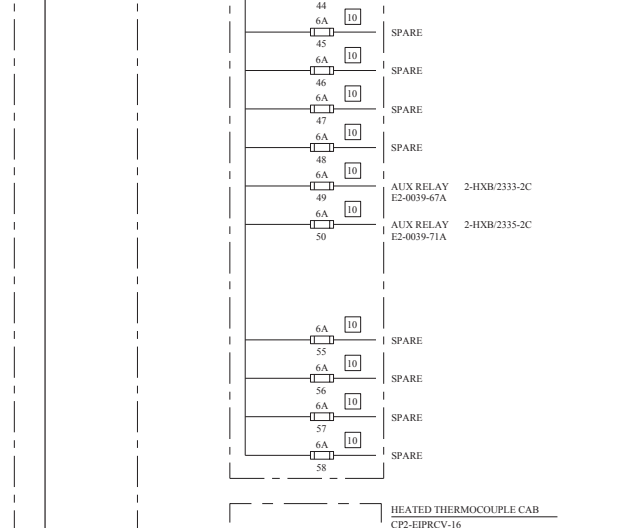 44
6A 10
SPARE
45
6A 10
SPARE
46
6A 10
SPARE
47
6A 10
SPARE
48
6A 10
AUX RELAY 2-HXB/2333-2C
E2-0039-67A
49
6A 10
AUX RELAY 2-HXB/2335-2C
E2-0039-71A
50
6A 10
SPARE
55
6A 10
SPARE
56
6A 10
SPARE
57
6A 10
SPARE
58
HEATED THERMOCOUPLE CAB
CP2-EIPRCV-16